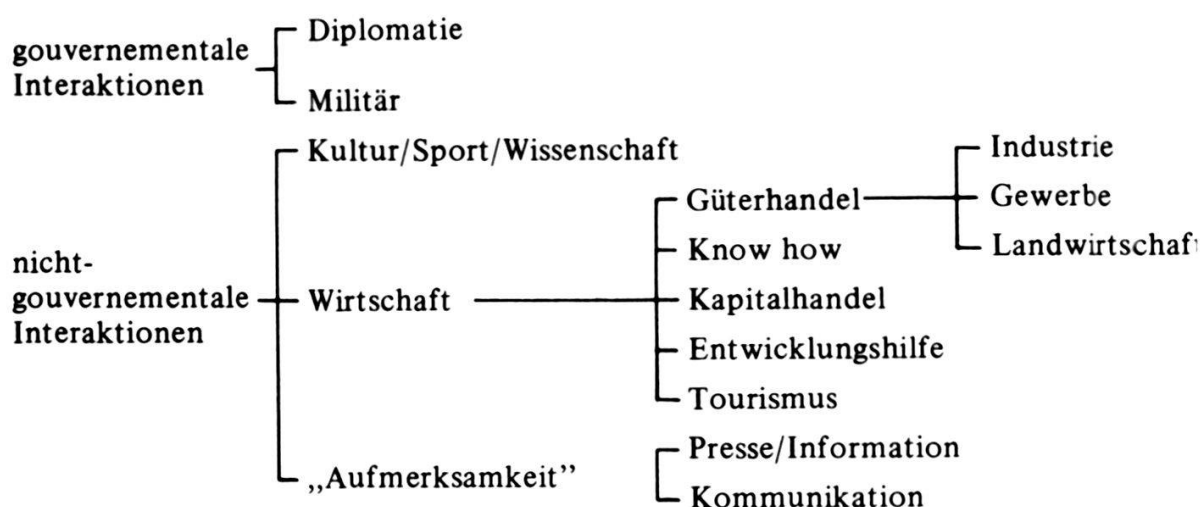 gouvernementale
Interaktionen
Diplomatie
Militär
nicht-
gouvernementale
Interaktionen
Kultur/Sport/Wissenschaft
Wirtschaft
„Aufmerksamkeit”
Güterhandel
Know how
Kapitalhandel
Entwicklungshilfe
Tourismus
Presse/Information
Kommunikation
Industrie
Gewerbe
Landwirtschaft